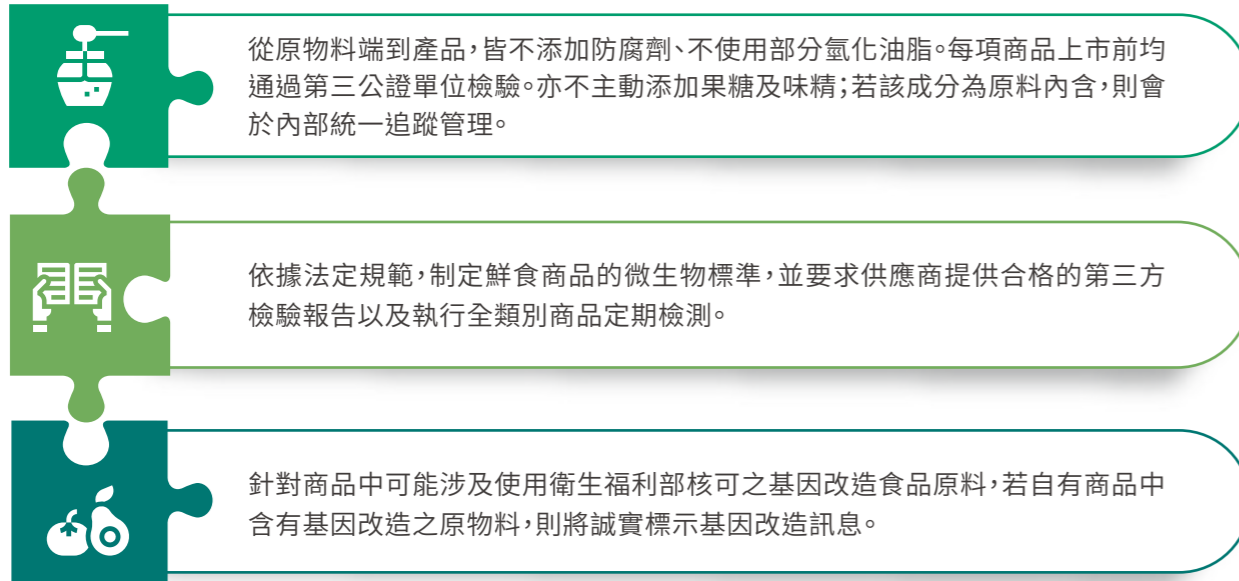 從原物料端到產品，皆不添加防腐劑、不使用部分氫化油脂。每項商品上市前均
通過第三公證單位檢驗。亦不主動添加果糖及味精；若該成分為原料內含，則會
於內部統一追蹤管理。
依據法定規範，制定鮮食商品的微生物標準，並要求供應商提供合格的第三方
檢驗報告以及執行全類別商品定期檢測。
針對商品中可能涉及使用衛生福利部核可之基因改造食品原料，若自有商品中
含有基因改造之原物料，則將誠實標示基因改造訊息。